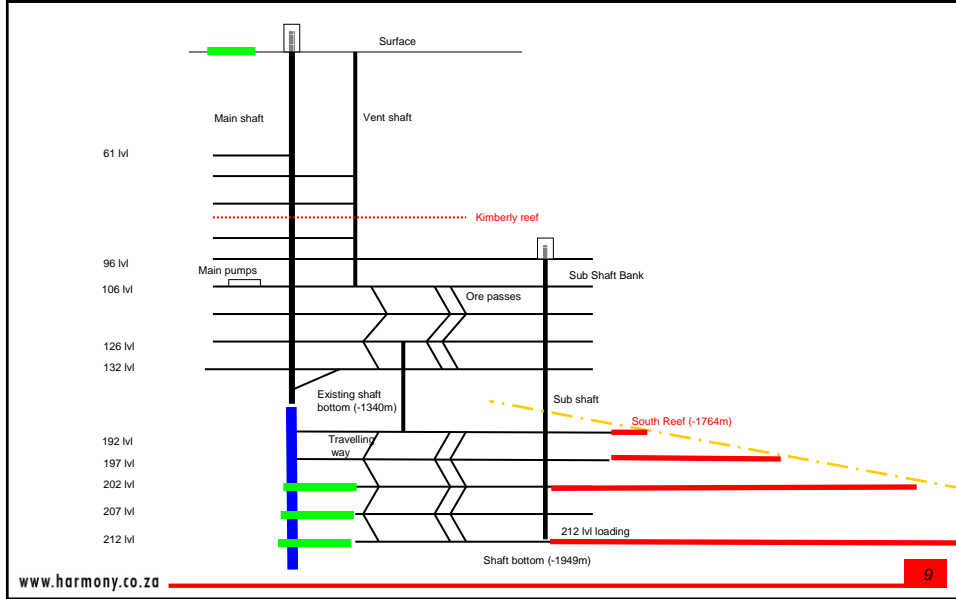 Surface
Main shaft
Vent shaft
61 lvl
Kimberly reef
96 lvl
Main pumps
Sub Shaft Bank
106 lvl
Ore passes
126 lvl
132 lvl
Existing shaft
bottom (-1340m)
Sub shaft
South Reef (-1764m)
192 lvl
Travelling
way
197 lvl
202 lvl
207 lvl
212 lvl
212 lvl loading
Shaft bottom (-1949m)
www.harmony.co.za
9